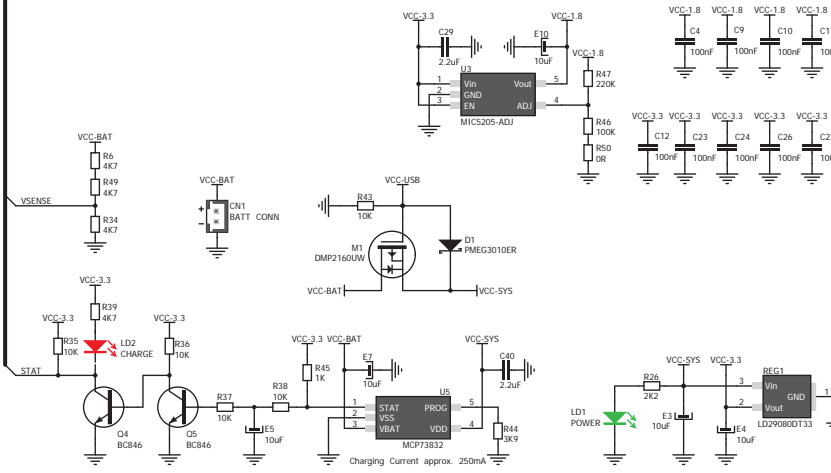 VCC-3.3
VCC-1.8
C29
2.2uF
E10
10uF
VCC-1.8
U3
1 Vin
2 GND
3 EN
Vout 5
ADJ 4
MIC5205-ADJ
R47
220K
R46
100K
R50
0R
VCC-1.8 VCC-1.8 VCC-1.8 VCC-1.8
C4
100nF
C9
100nF
C10
100nF
VCC-3.3 VCC-3.3 VCC-3.3 VCC-3.3 VCC-3.3
C12
100nF
C23
100nF
C24
100nF
C26
100nF
VCC-BAT
R6
4K7
R49
4K7
VSENSE
R34
4K7
VCC-BAT
+
-
CN1
BATT CONN
VCC-USB
R43
10K
M1
DMP2160UW
D1
PMEG3010ER
VCC-BAT
VCC-SYS
VCC-3.3
R39
4K7
VCC-3.3
R35
10K
LD2
CHARGE
VCC-3.3
R36
10K
STAT
Q4
BC846
Q5
BC846
R37
10K
E5
10uF
R38
10K
VCC-3.3
R45
1K
VCC-BAT
E7
10uF
U5
1 STAT
2 VSS
3 VBAT
PROG 5
VDD 4
MCP73832
VCC-SYS
C40
2.2uF
R44
3K9
Charging Current approx. 250mA
LD1
POWER
R26
2K2
VCC-SYS
E3
10uF
VCC-3.3
E4
10uF
REG1
3 Vin
2 Vout
GND 1
LD29080DT33